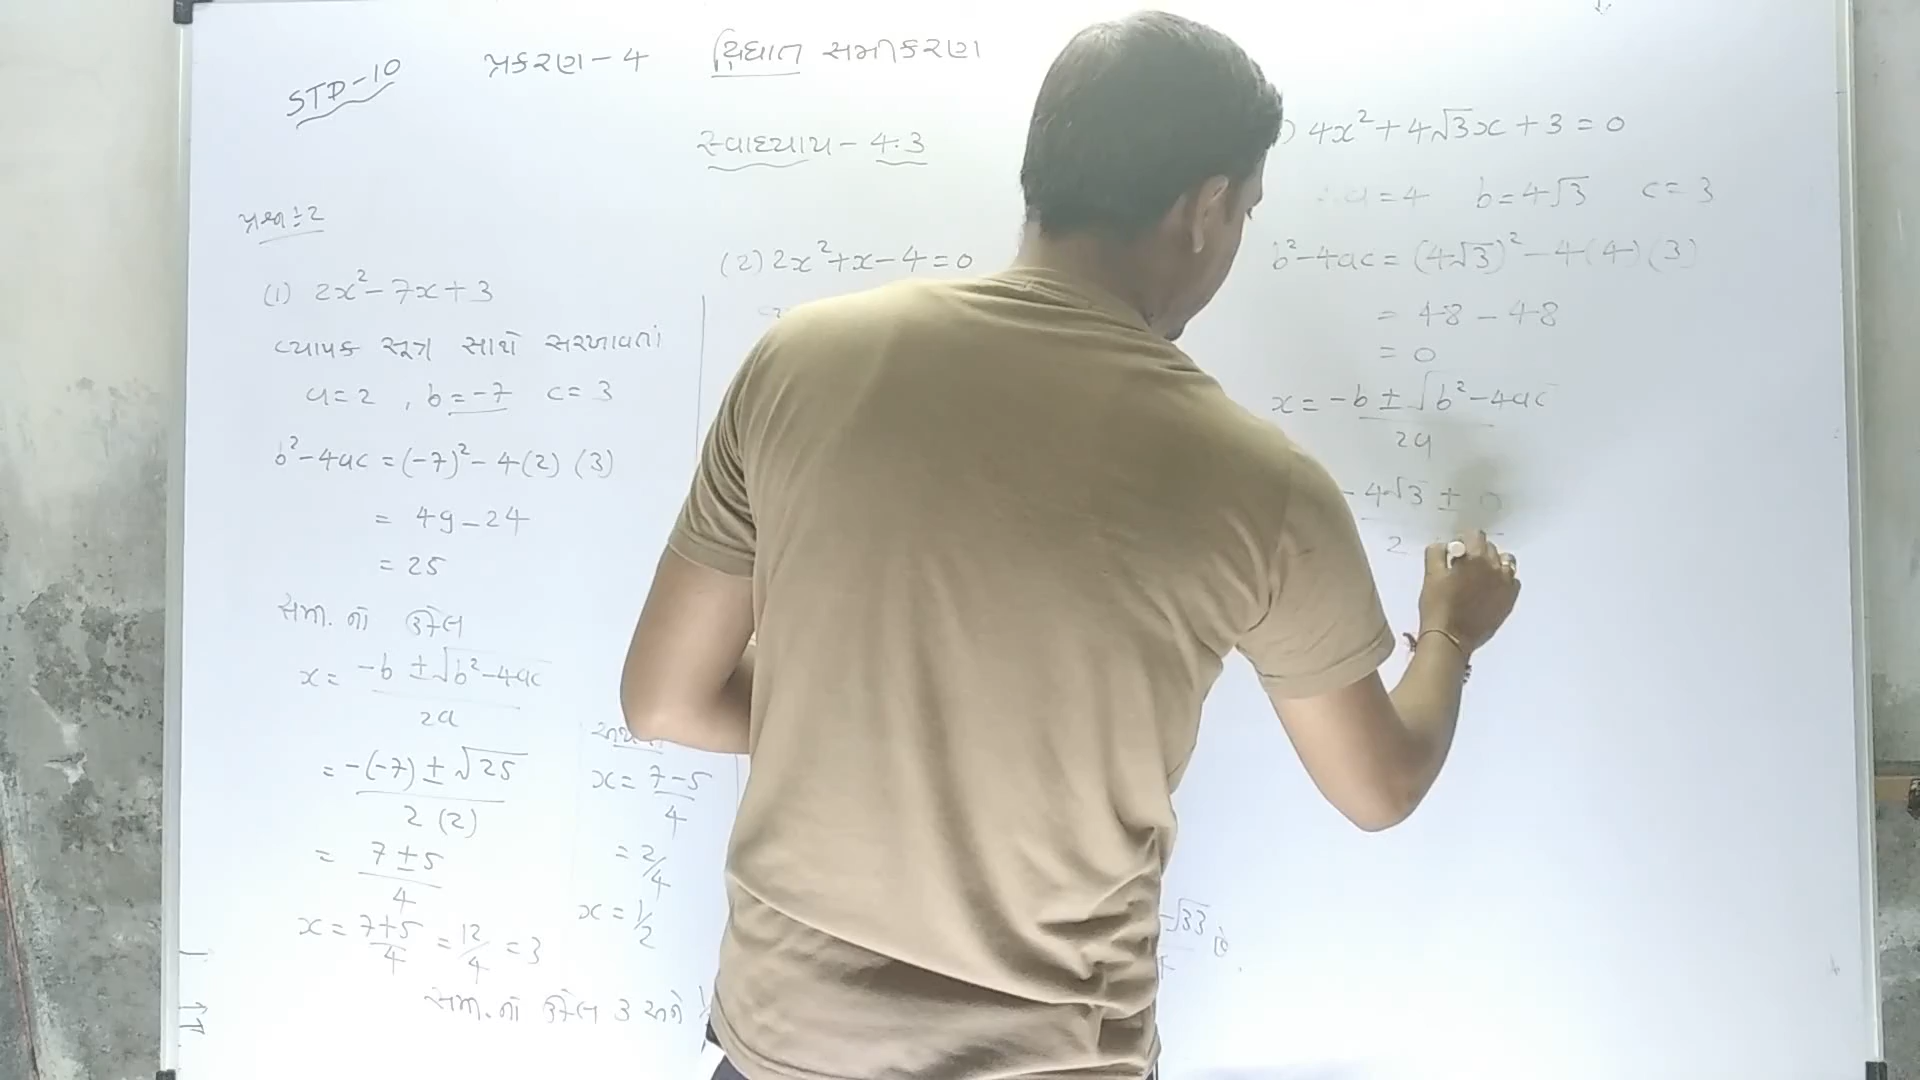 STD-10
પ્રકરણ-4 દ્વિઘાત સમીકરણ
સ્વાધ્યાય-4.3
પ્રશ્ન:2
(1) 2x²-7x+3
વ્યાપક સૂત્ર સાથે સરખાવતાં
a=2 , b=-7 c=3
b²-4ac=(-7)²-4(2) (3)
= 49-24
= 25
સમી. નો ઉકેલ
x= -b ±√b²-4ac / 2a
= -(-7)±√25 / 2(2)
= 7±5 / 4
x= 7+5/4 = 12/4 = 3
સમી.નો ઉકેલ 3 અને
x= 7-5/4
= 2/4
x = 1/2
(2) 2x²+x-4=0
-√33 છે.
) 4x²+4√3x+3=0
a=4 b=4√3 c=3
b²-4ac=(4√3)²-4(4)(3)
= 48-48
= 0
x= -b ± √b²-4ac / 2a
- 4√3 ± 0 / 2